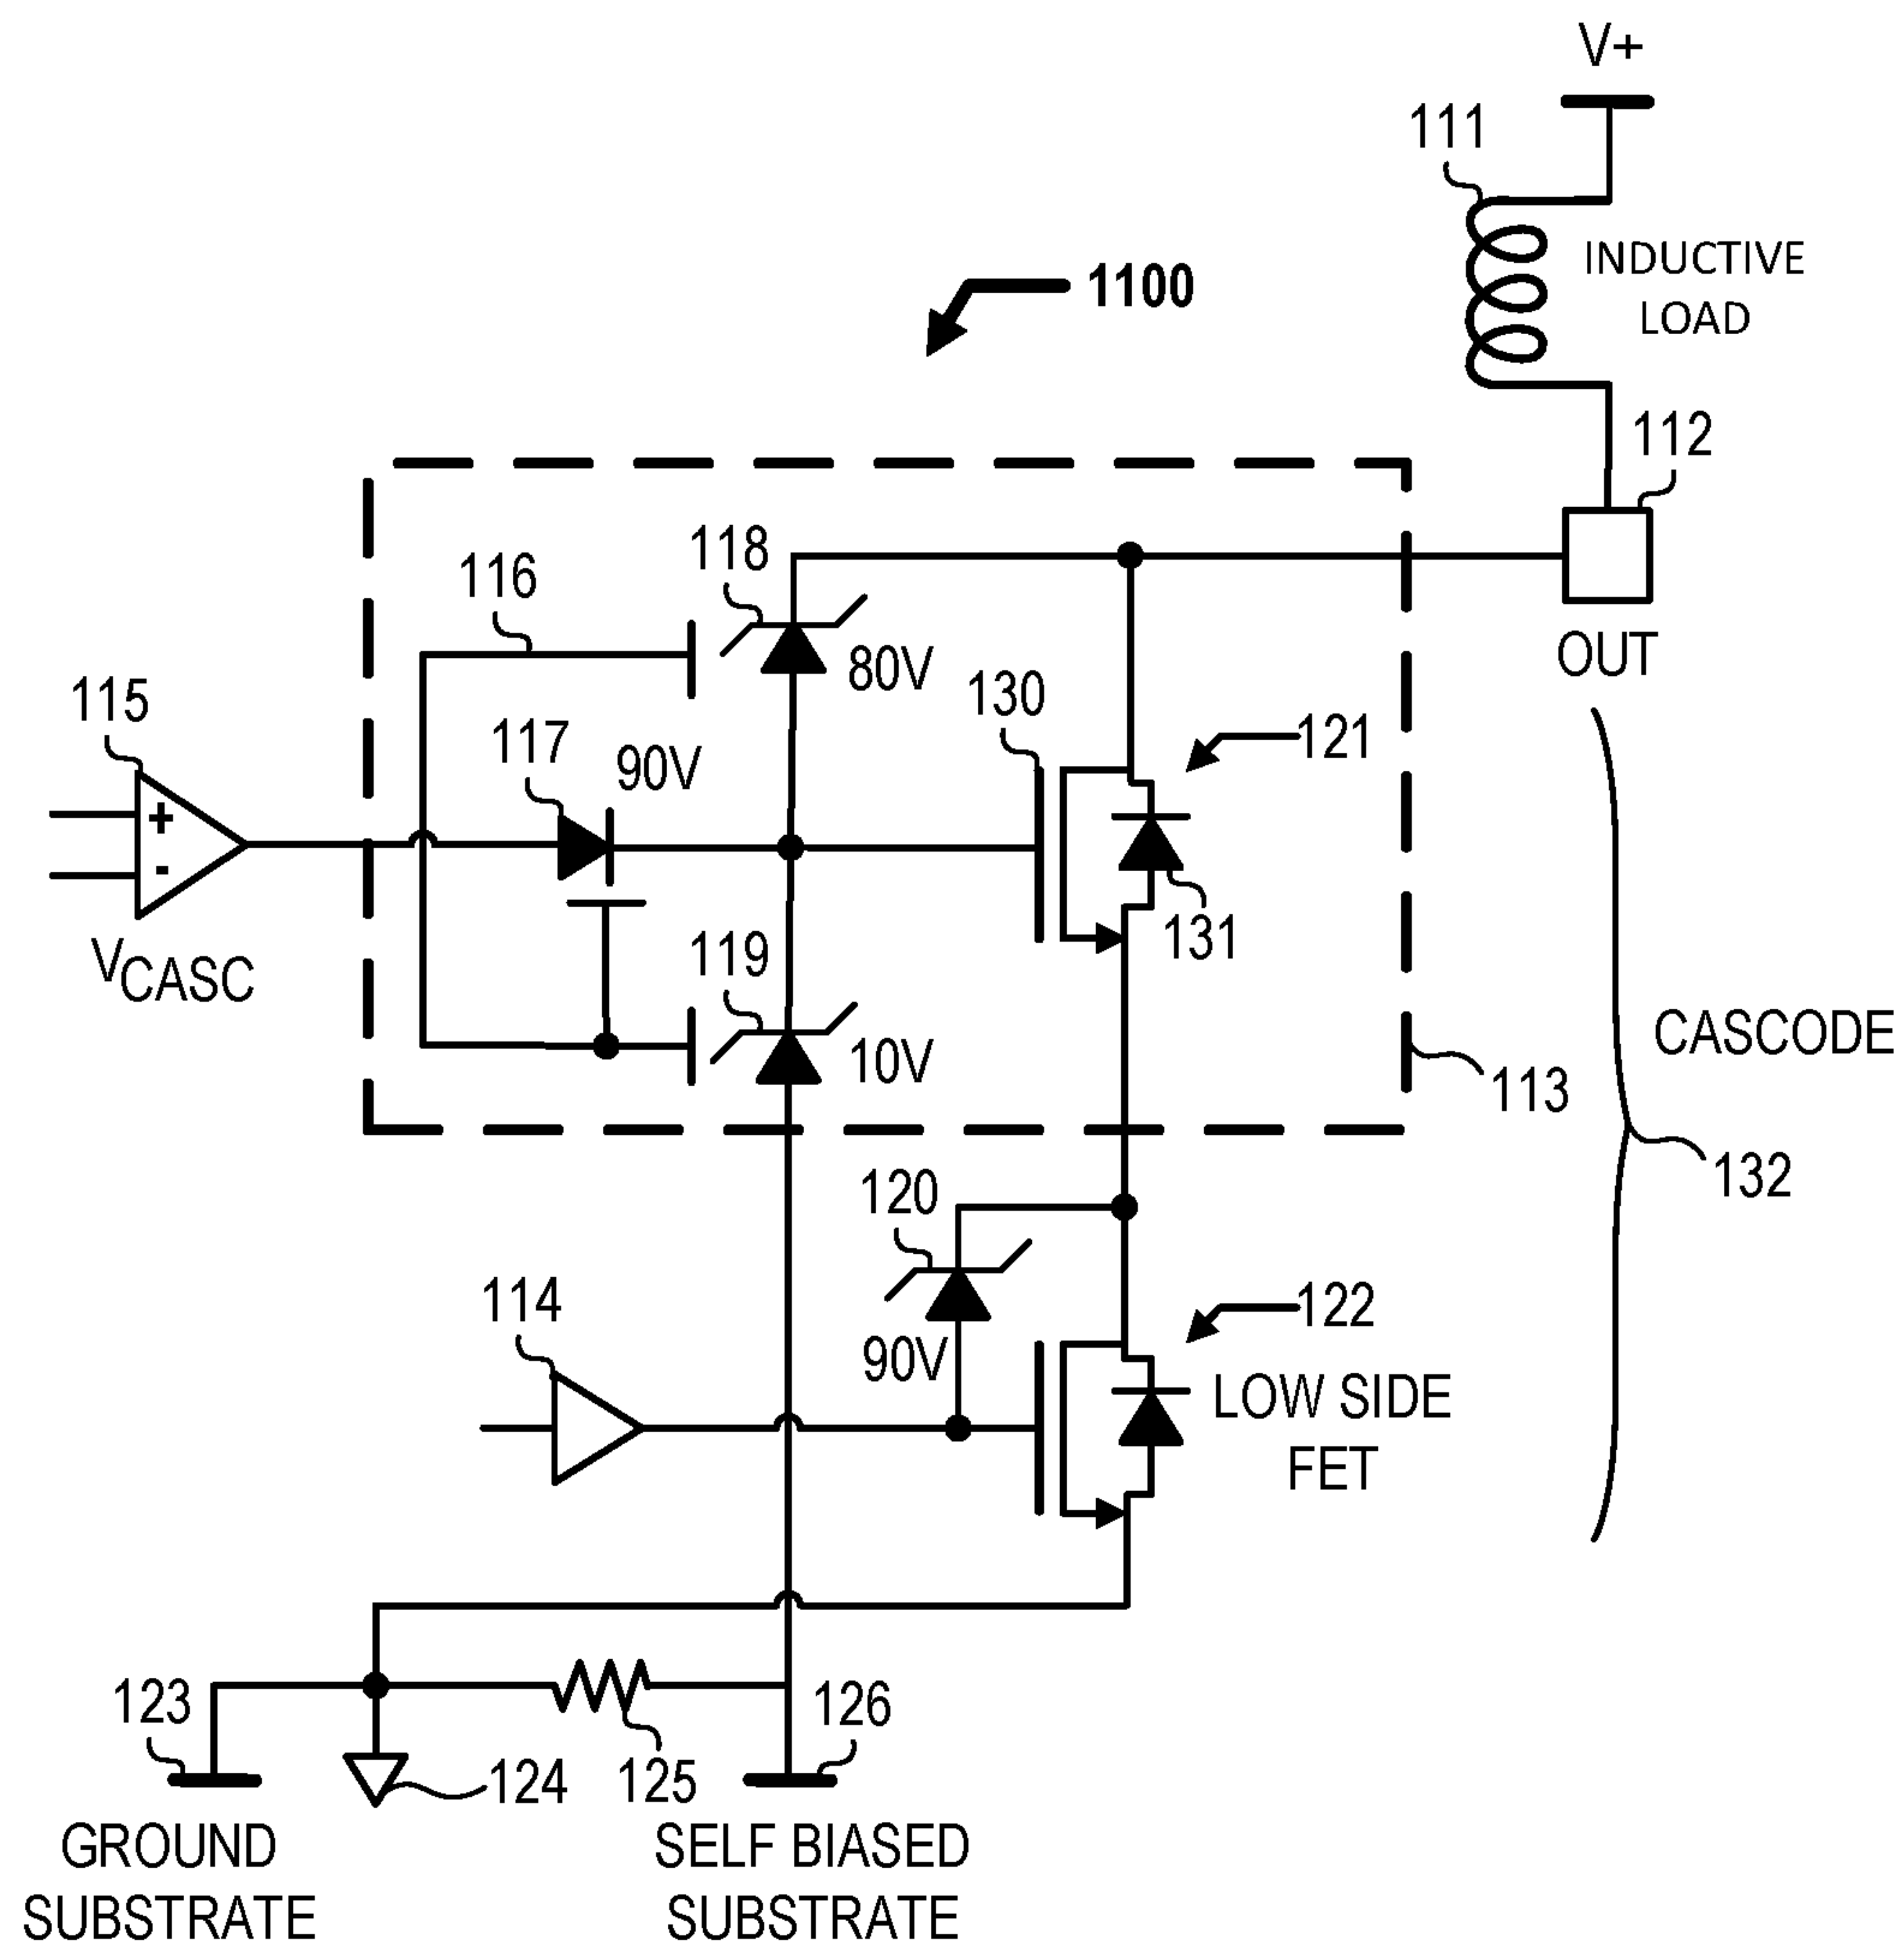 V+
111
INDUCTIVE
LOAD
1100
112
118
116
80V
OUT
115
130
117
90V
121
+
-
131
119
VCASC
10V
CASCODE
113
132
120
114
122
90V
LOW SIDE
FET
123
126
124
125
GROUND
SUBSTRATE
SELF BIASED
SUBSTRATE